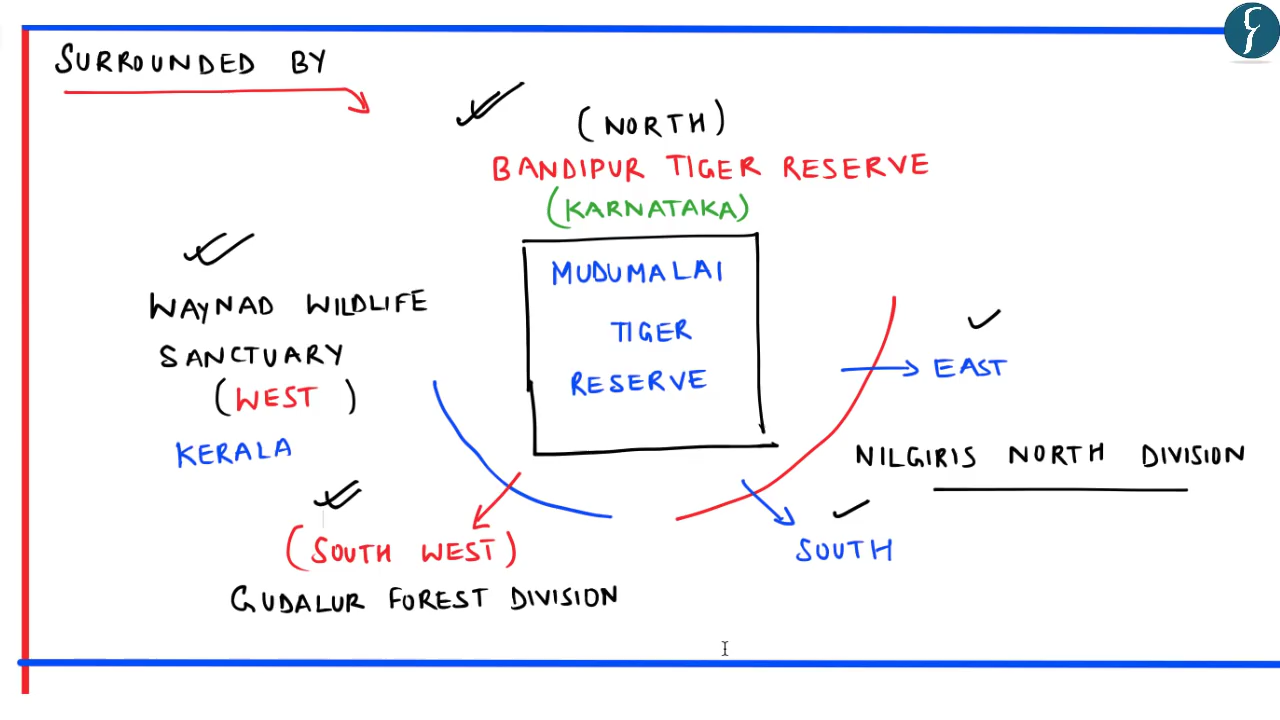 SURROUNDED BY
(NORTH)
BANDIPUR TIGER RESERVE
(KARNATAKA)
MUDUMALAI
TIGER
RESERVE
WAYNAD WILDLIFE
SANCTUARY
(WEST)
KERALA
EAST
NILGIRIS NORTH DIVISION
(SOUTH WEST)
GUDALUR FOREST DIVISION
SOUTH